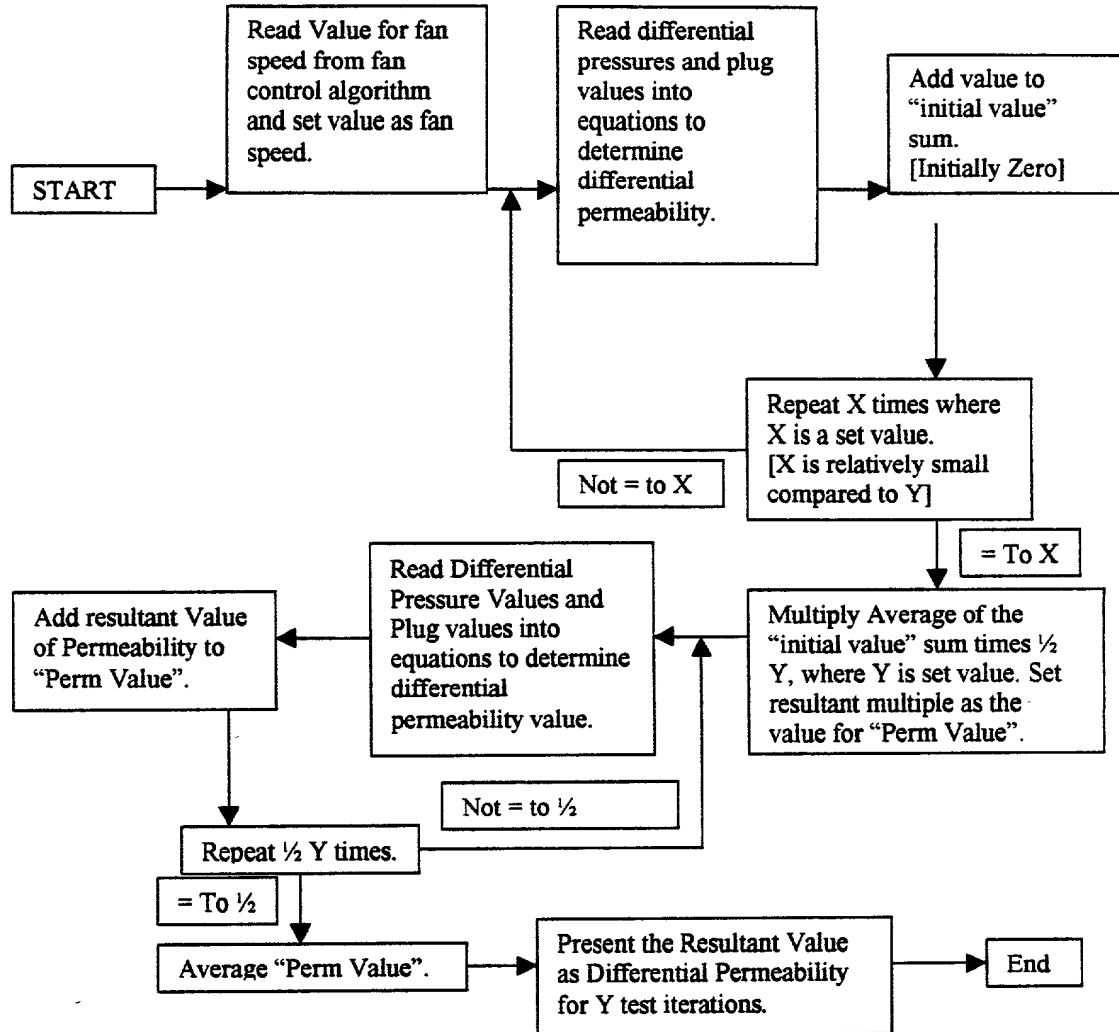 START
Read Value for fan
speed from fan
control algorithm
and set value as fan
speed.
Read differential
pressures and plug
values into
equations to
determine
differential
permeability.
Add value to
“initial value”
sum.
[Initially Zero]
Repeat X times where
X is a set value.
[X is relatively small
compared to Y]
Not = to X
= To X
Multiply Average of the
“initial value” sum times ½
Y, where Y is set value. Set
resultant multiple as the
value for “Perm Value”.
Read Differential
Pressure Values and
Plug values into
equations to determine
differential
permeability value.
Add resultant Value
of Permeability to
“Perm Value”.
Not = to ½
Repeat ½ Y times.
= To ½
Average “Perm Value”.
Present the Resultant Value
as Differential Permeability
for Y test iterations.
End